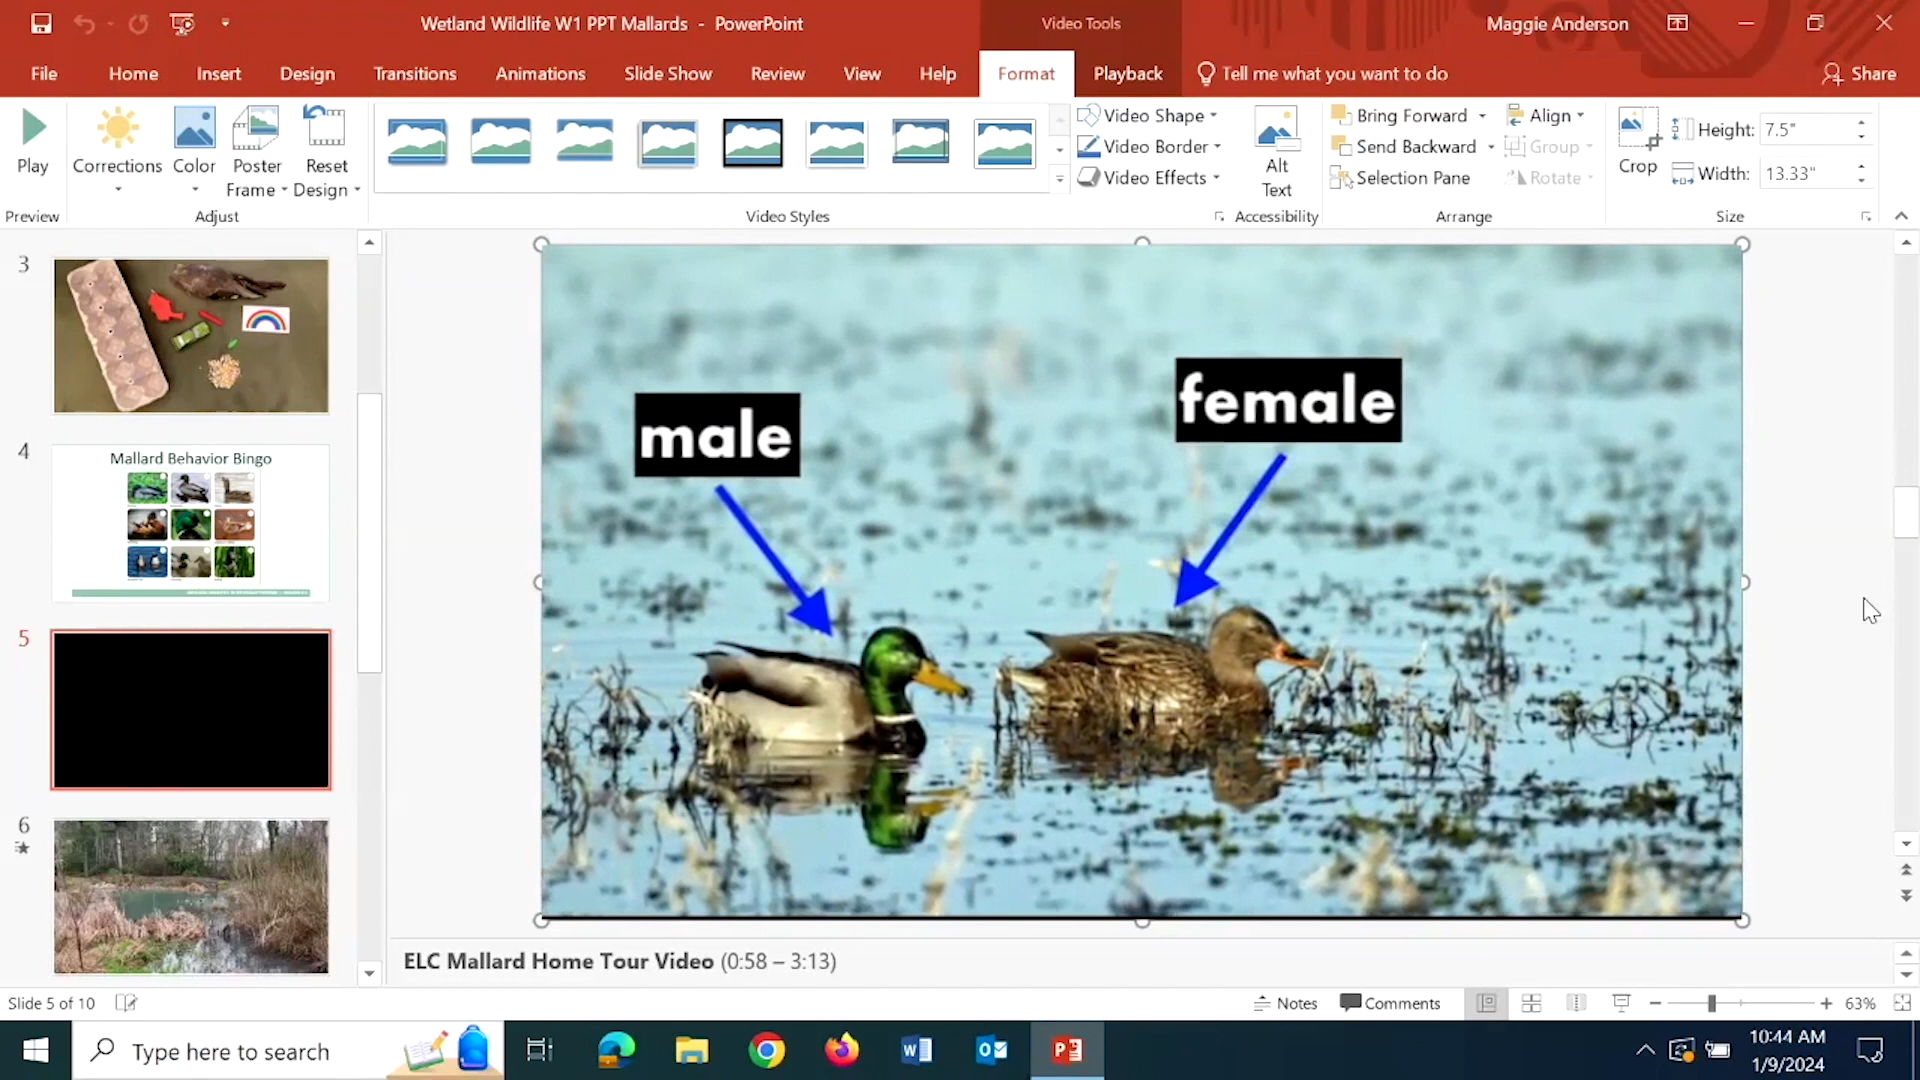 Wetland Wildlife W1 PPT Mallards - PowerPoint
Video Tools
Maggie Anderson
File
Home
Insert
Design
Transitions
Animations
Slide Show
Review
View
Help
Format
Playback
Tell me what you want to do
Share
Play
Corrections
Color
Poster
Frame
Reset
Design
Video Shape
Video Border
Video Effects
Alt
Text
Bring Forward
Send Backward
Selection Pane
Align
Group
Rotate
Crop
Height: 7.5"
Width: 13.33"
Preview
Adjust
Video Styles
Accessibility
Arrange
Size
3
4
Mallard Behavior Bingo
5
6
male
female
ELC Mallard Home Tour Video (0:58 – 3:13)
Slide 5 of 10
Notes
Comments
63%
Type here to search
10:44 AM
1/9/2024